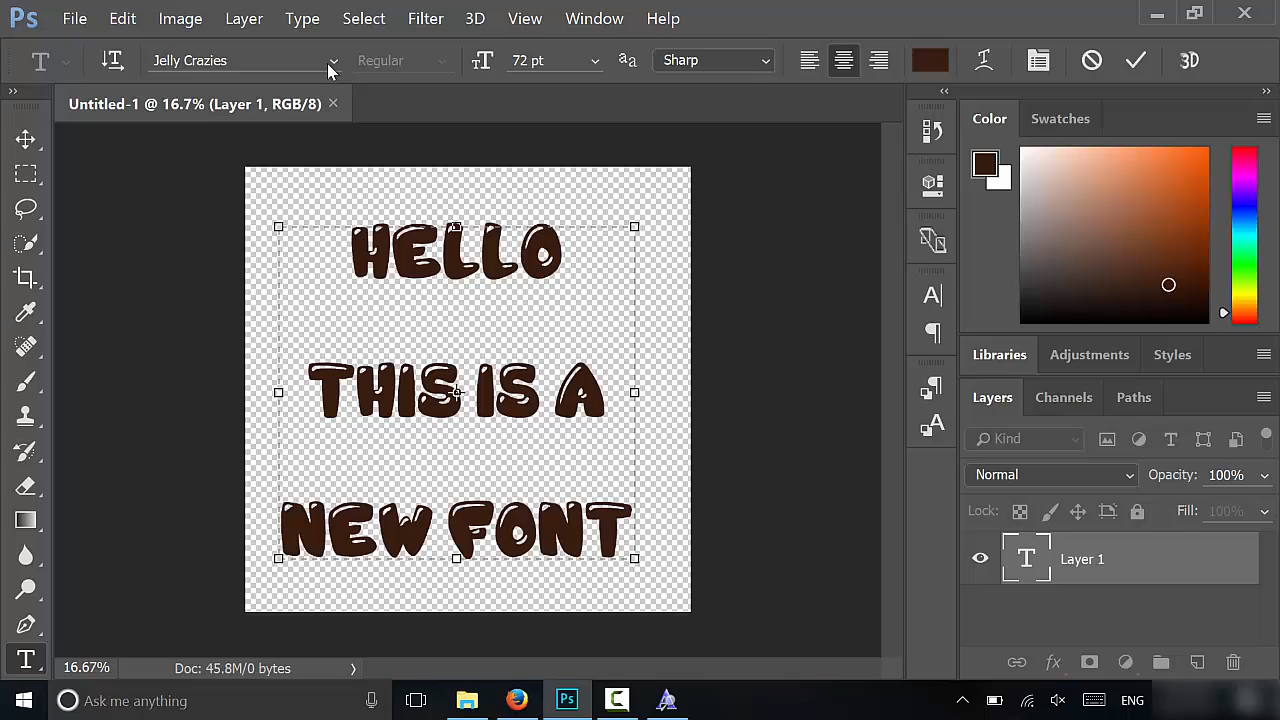 Ps File Edit Image Layer Type Select Filter 3D View Window Help
T Jelly Crazies Regular 72 pt aa Sharp 3D
Untitled-1 @ 16.7% (Layer 1, RGB/8)
Color Swatches
HELLO
THIS IS A
NEW FONT
A
Libraries Adjustments Styles
Layers Channels Paths
A
Kind T
Normal Opacity: 100%
Lock: Fill: 100%
T Layer 1
T
fx
16.67% Doc: 45.8M/0 bytes
Ask me anything Ps ENG